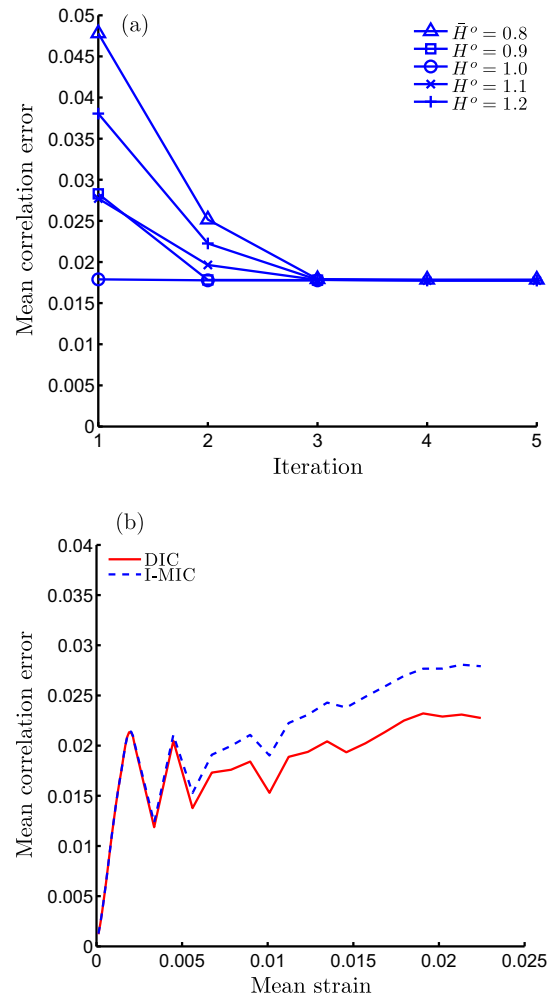 (a)
0.05
0.045
0.04
0.035
0.03
0.025
0.02
0.015
0.01
0.005
0
Mean correlation error
H̄ᵒ = 0.8
Hᵒ = 0.9
Hᵒ = 1.0
Hᵒ = 1.1
Hᵒ = 1.2
1 2 3 4 5
Iteration
(b)
0.04
0.035
0.03
0.025
0.02
0.015
0.01
0.005
0
Mean correlation error
DIC
I-MIC
0 0.005 0.01 0.015 0.02 0.025
Mean strain